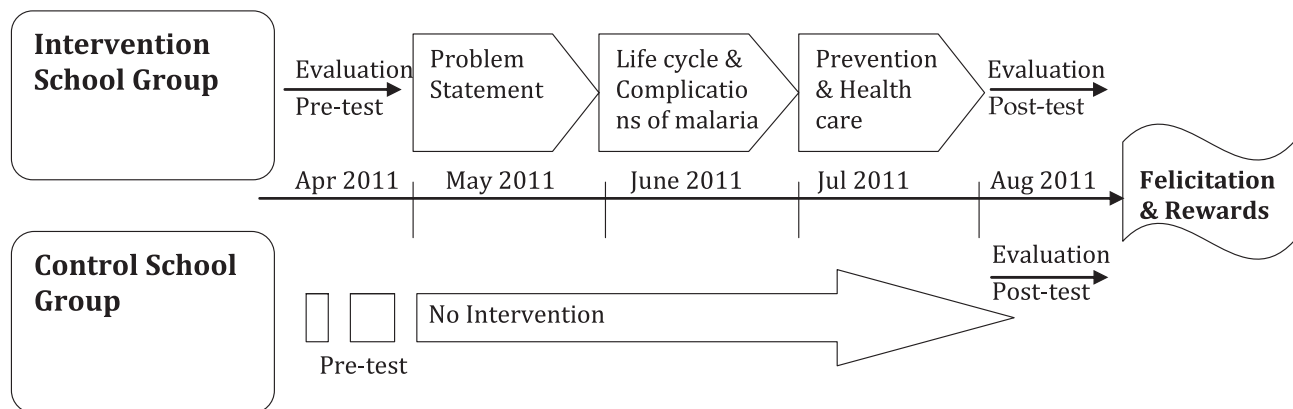 Intervention
School Group
Evaluation
Pre-test
Problem
Statement
Life cycle &
Complicatio
ns of malaria
Prevention
& Health
care
Evaluation
Post-test
Apr 2011
May 2011
June 2011
Jul 2011
Aug 2011
Felicitation
& Rewards
Control School
Group
Pre-test
No Intervention
Evaluation
Post-test